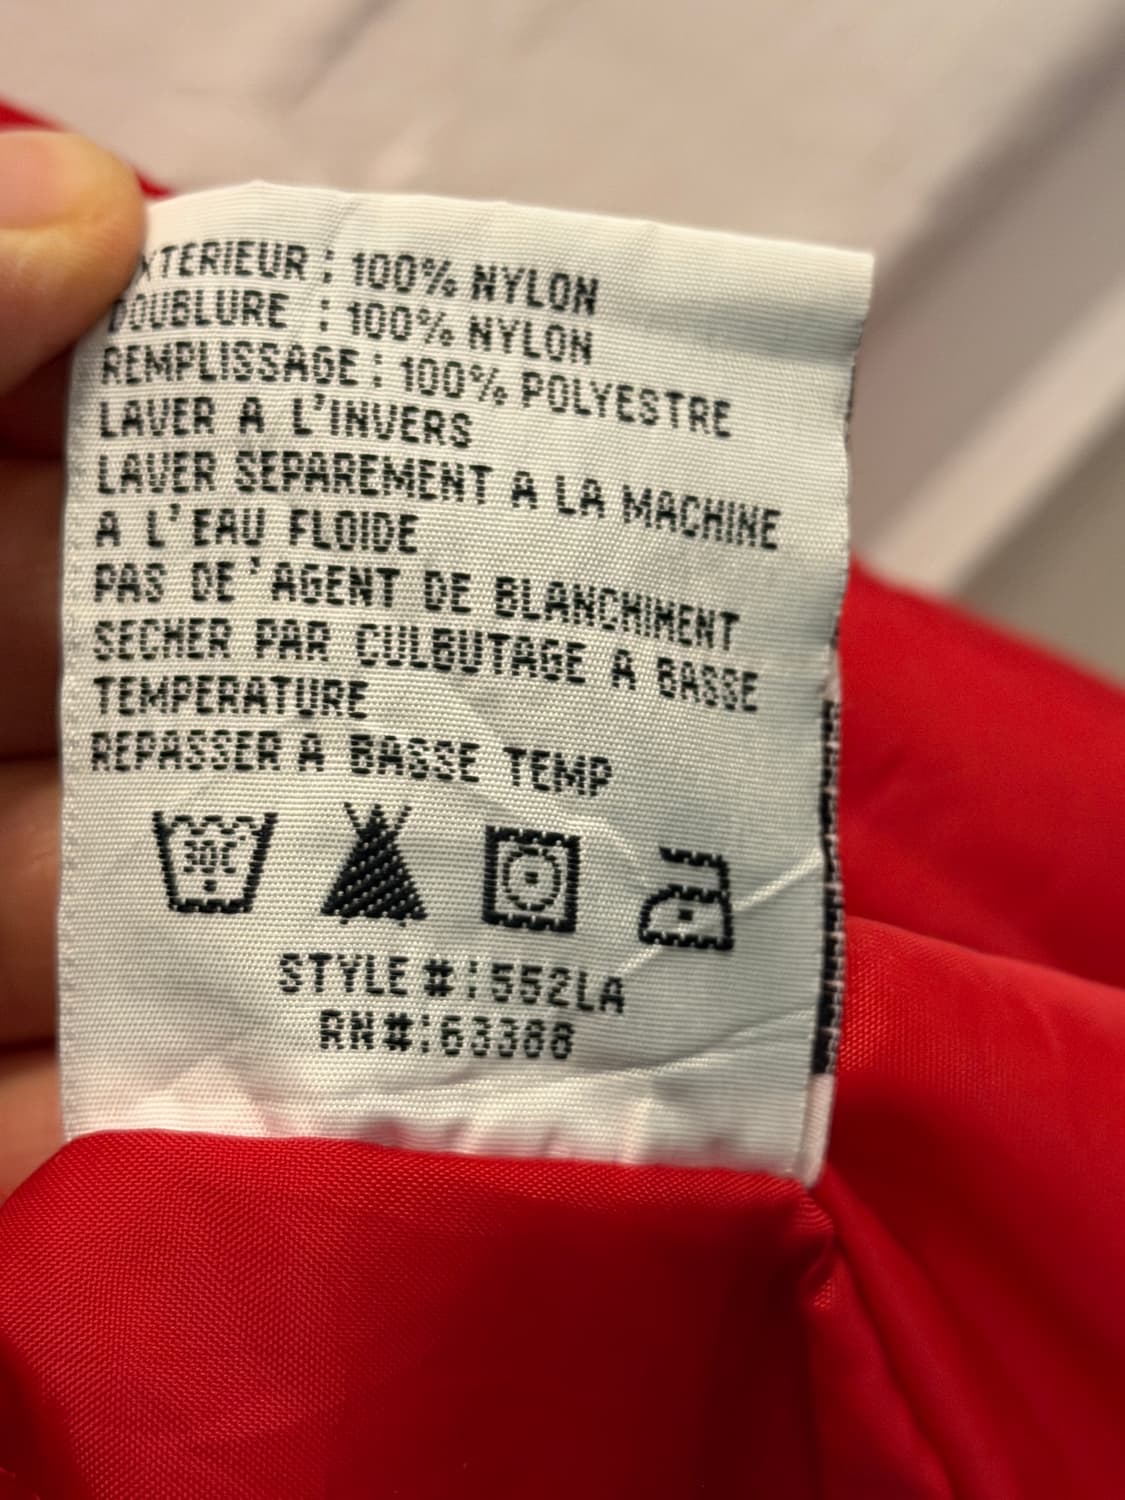 XTERIEUR : 100% NYLON
DOUBLURE : 100% NYLON
REMPLISSAGE : 100% POLYESTRE
LAVER A L'INVERS
LAVER SEPAREMENT A LA MACHINE
A L'EAU FLOIDE
PAS DE'AGENT DE BLANCHIMENT
SECHER PAR CULBUTAGE A BASSE
TEMPERATURE
REPASSER A BASSE TEMP
30C
STYLE #:552LA
RN#:63388